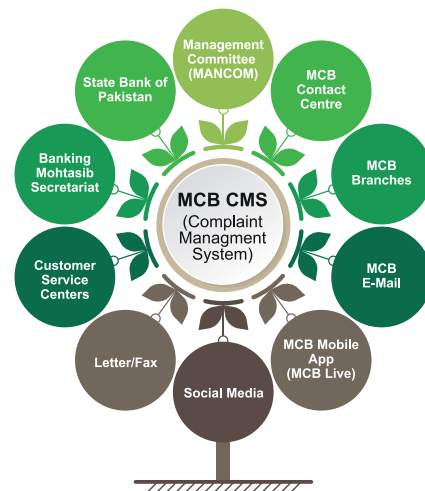 Management
Committee
(MANCOM)
State Bank of
Pakistan
MCB
Contact
Centre
Banking
Mohtasib
Secretariat
MCB CMS
(Complaint
Managment
System)
MCB
Branches
Customer
Service
Centers
MCB
E-Mail
Letter/Fax
MCB Mobile
App
(MCB Live)
Social Media